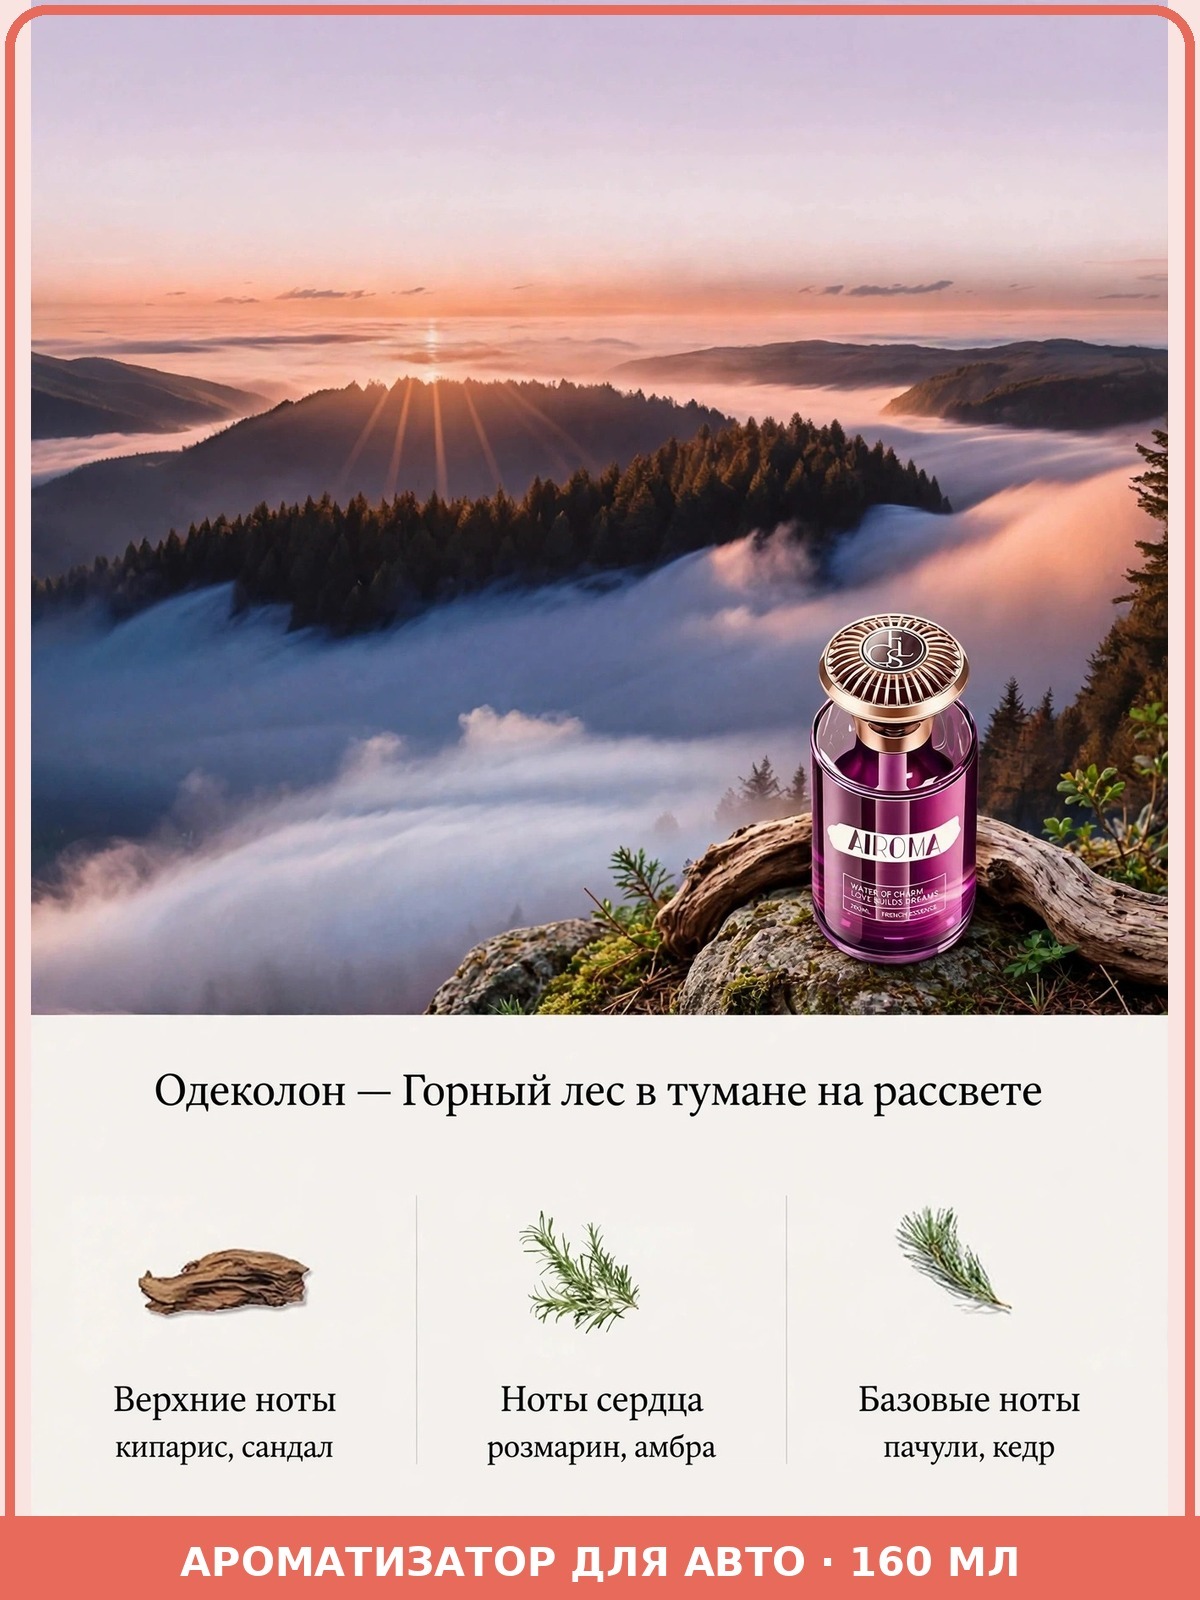 AIROMA
WATER OF CHARM
LOVE BUILDS DREAMS
FRENCH ESSENCE
Одеколон — Горный лес в тумане на рассвете
Верхние ноты
кипарис, сандал
Ноты сердца
розмарин, амбра
Базовые ноты
пачули, кедр
АРОМАТИЗАТОР ДЛЯ АВТО · 160 МЛ